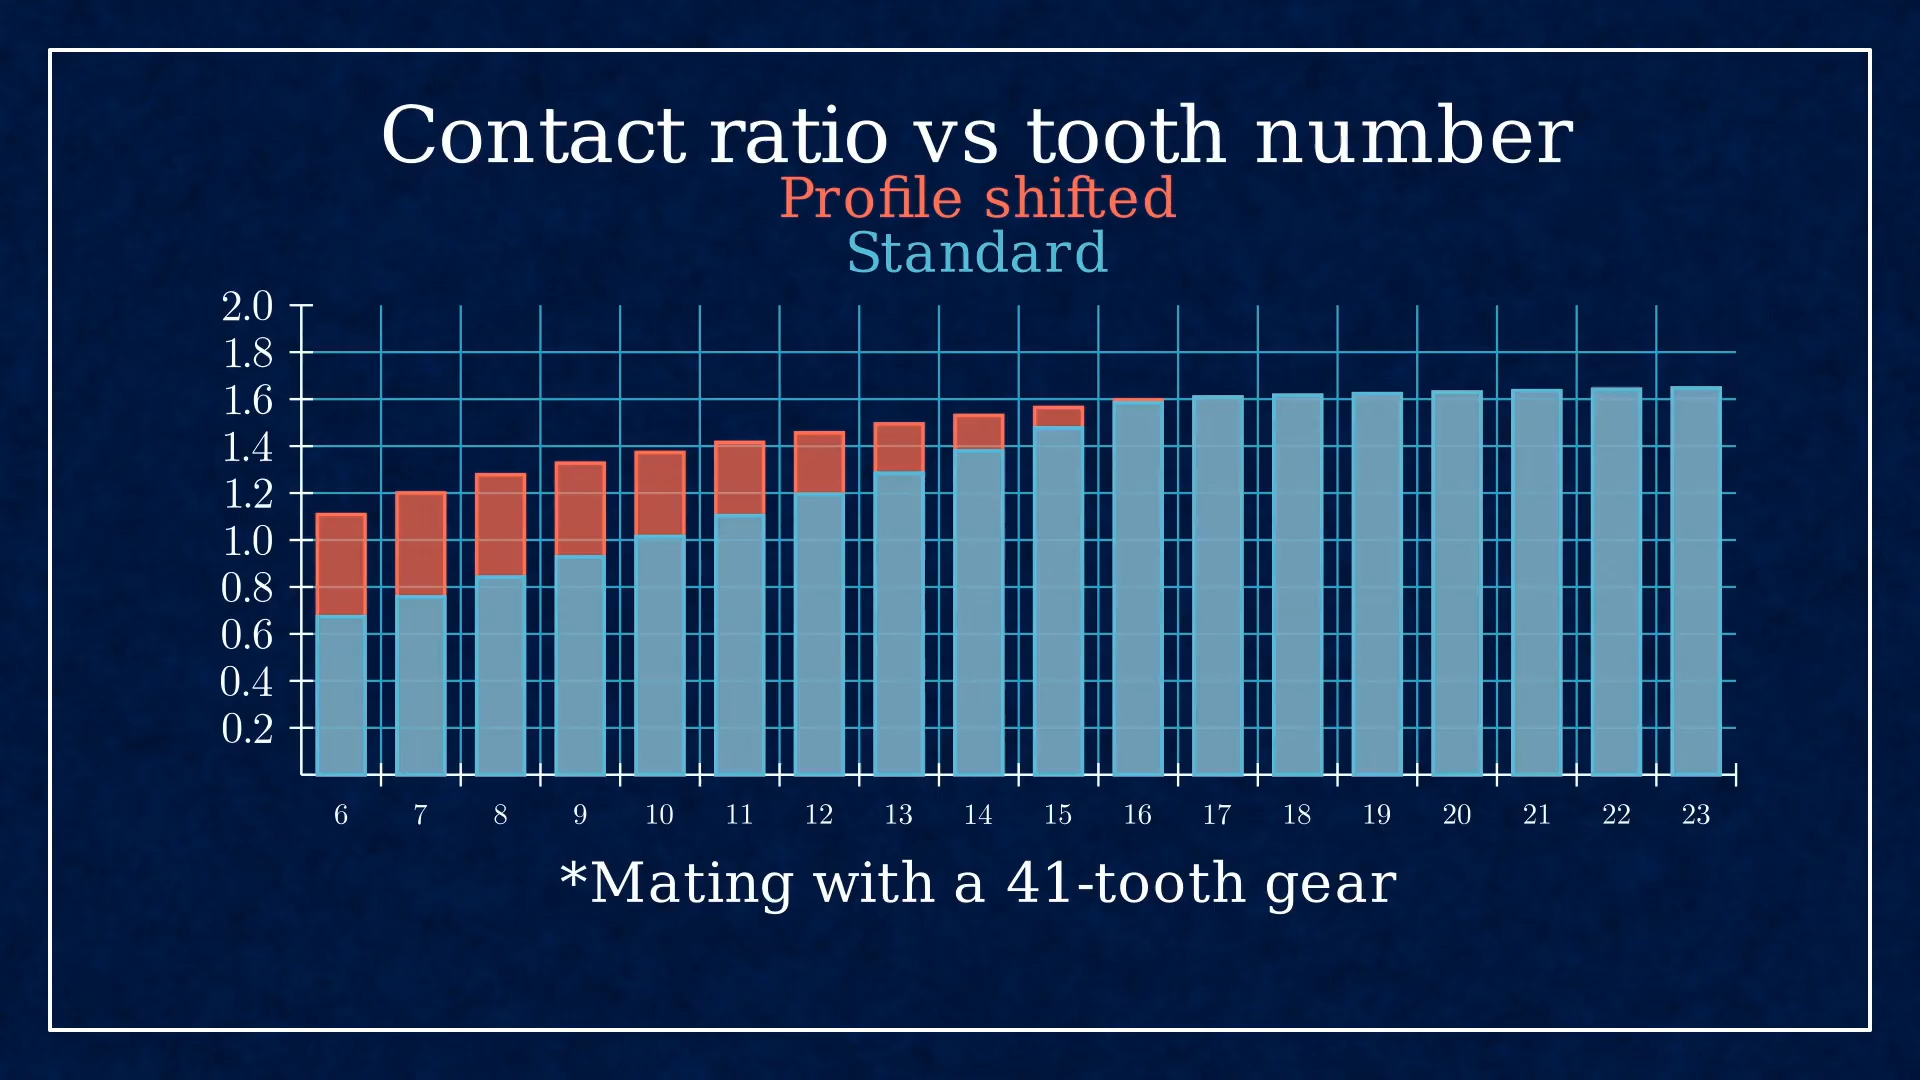 Contact ratio vs tooth number
Profile shifted
Standard
2.0
1.8
1.6
1.4
1.2
1.0
0.8
0.6
0.4
0.2
6 7 8 9 10 11 12 13 14 15 16 17 18 19 20 21 22 23
*Mating with a 41-tooth gear